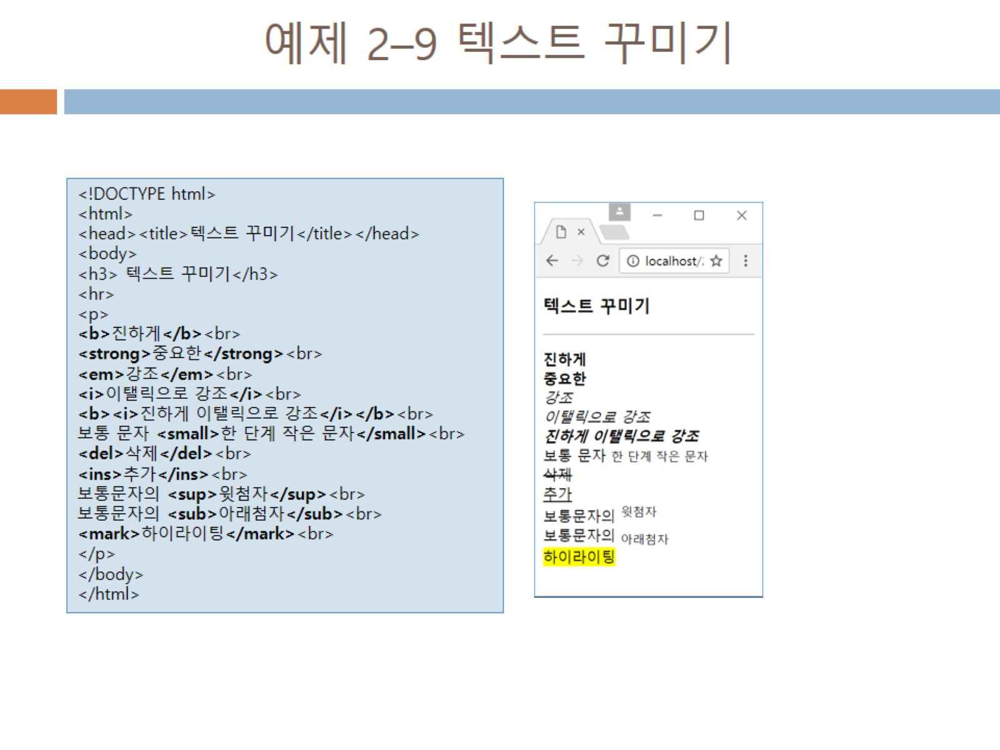 예제 2–9 텍스트 꾸미기
<!DOCTYPE html>
<html>
<head><title>텍스트 꾸미기</title></head>
<body>
<h3> 텍스트 꾸미기</h3>
<hr>
<p>
<b>진하게</b><br>
<strong>중요한</strong><br>
<em>강조</em><br>
<i>이탤릭으로 강조</i><br>
<b><i>진하게 이탤릭으로 강조</i></b><br>
보통 문자 <small>한 단계 작은 문자</small><br>
<del>삭제</del><br>
<ins>추가</ins><br>
보통문자의 <sup>윗첨자</sup><br>
보통문자의 <sub>아래첨자</sub><br>
<mark>하이라이팅</mark><br>
</p>
</body>
</html>
localhost/
텍스트 꾸미기
진하게
중요한
강조
이탤릭으로 강조
진하게 이탤릭으로 강조
보통 문자 한 단계 작은 문자
삭제
추가
보통문자의 윗첨자
보통문자의 아래첨자
하이라이팅